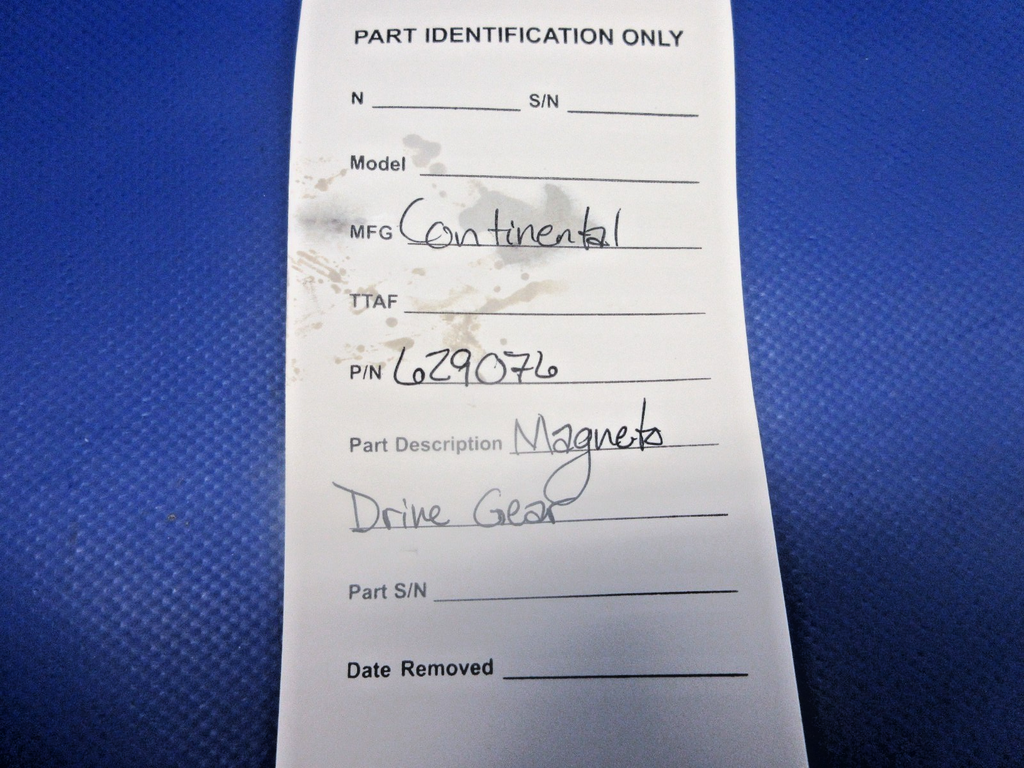 PART IDENTIFICATION ONLY
N S/N
Model
MFG Continental
TTAF
P/N 629076
Part Description Magneto
Drive Gear
Part S/N
Date Removed